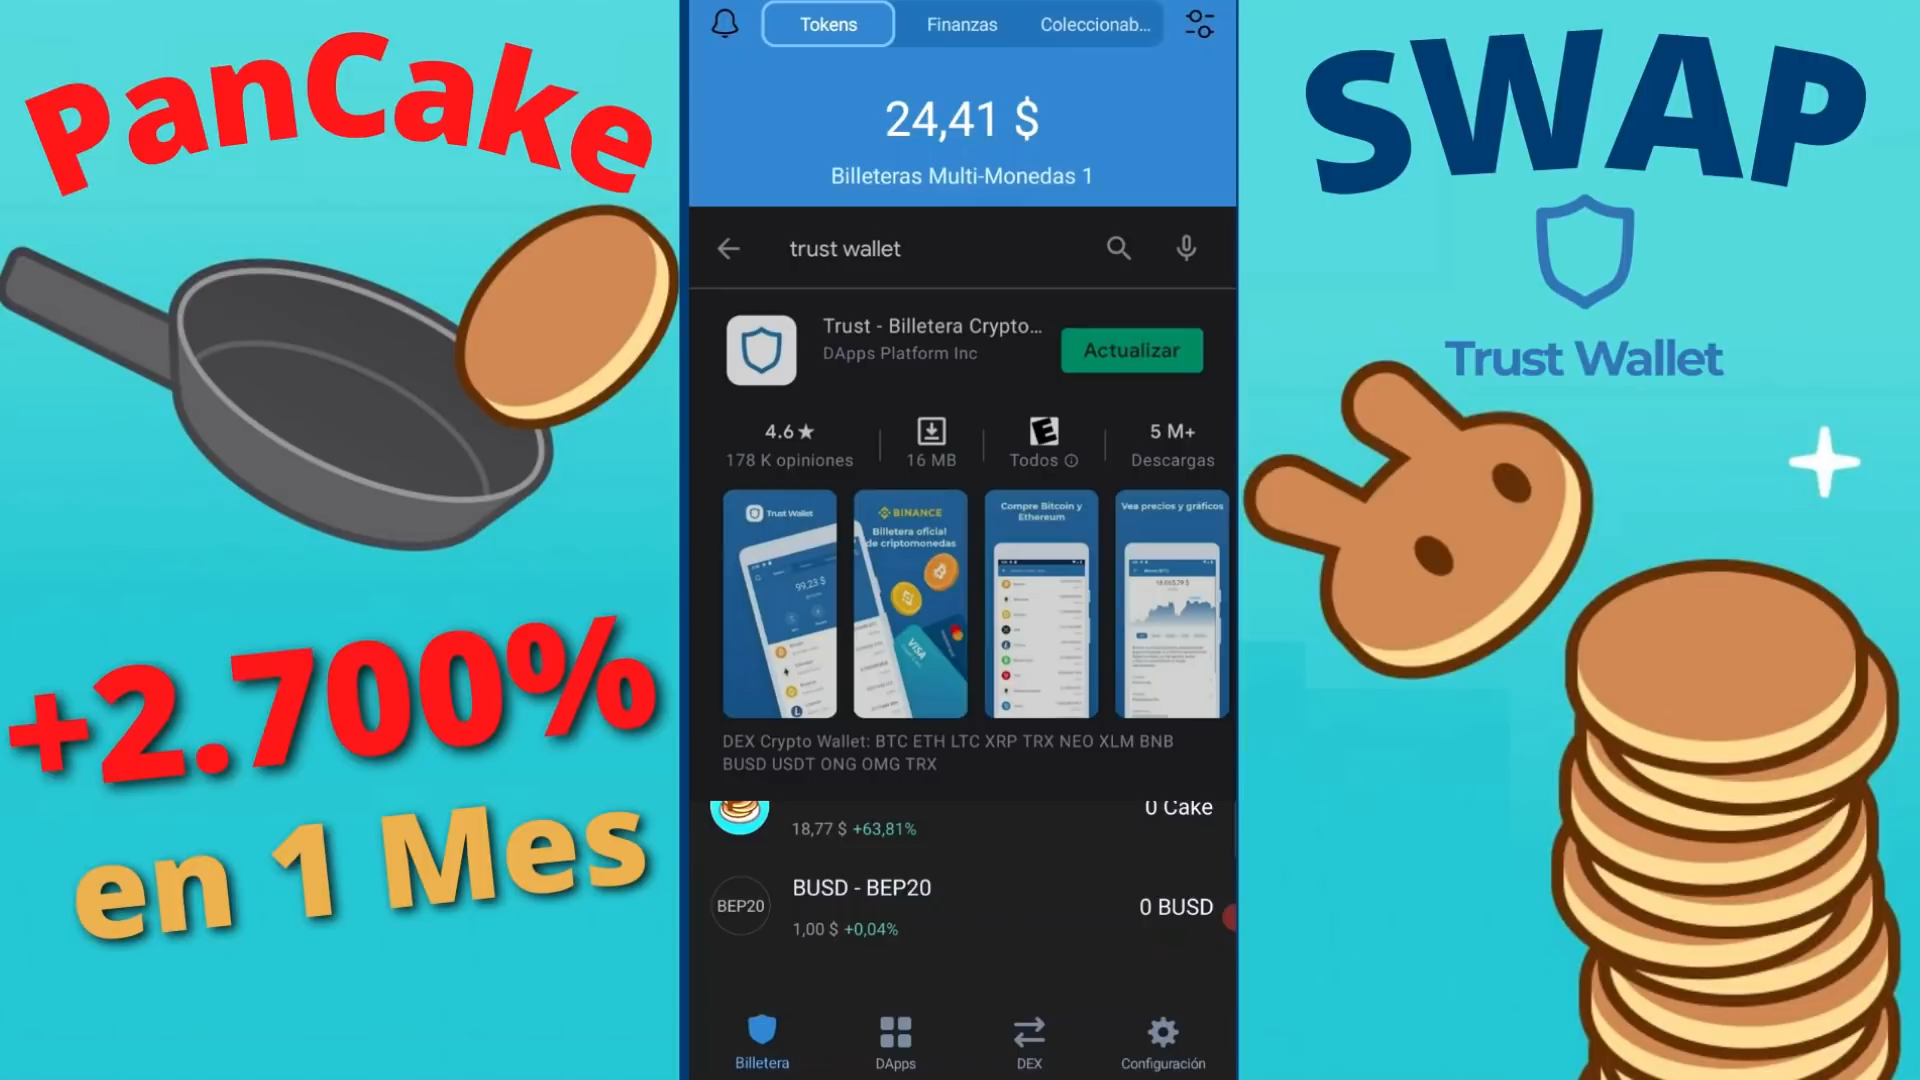 PanCake
+2.700%
en 1 Mes
Tokens
Finanzas
Coleccionab...
24,41 $
Billeteras Multi-Monedas 1
trust wallet
Trust - Billetera Crypto...
DApps Platform Inc
Actualizar
4.6★
178 K opiniones
16 MB
E
Todos
5 M+
Descargas
Trust Wallet
99.23 $
BINANCE
Billetera oficial
de criptomonedas
VISA
Compre Bitcoin y
Ethereum
Vea precios y gráficos
DEX Crypto Wallet: BTC ETH LTC XRP TRX NEO XLM BNB
BUSD USDT ONG OMG TRX
0 Cake
18,77 $ +63,81%
BEP20
BUSD - BEP20
0 BUSD
1,00 $ +0,04%
Billetera
DApps
DEX
Configuración
SWAP
Trust Wallet